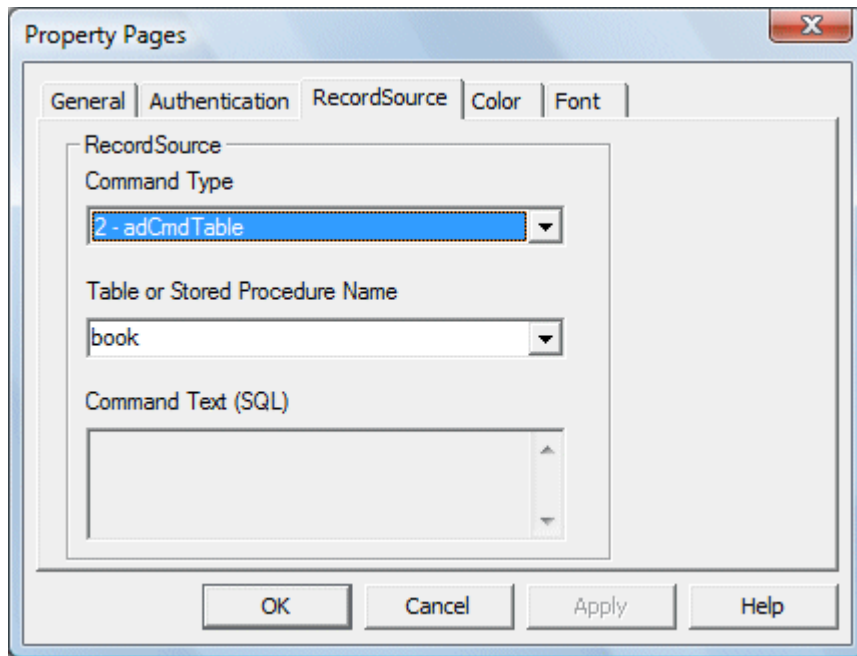 Property Pages
General Authentication RecordSource Color Font
RecordSource
Command Type
2 - adCmdTable
Table or Stored Procedure Name
book
Command Text (SQL)
OK Cancel Apply Help